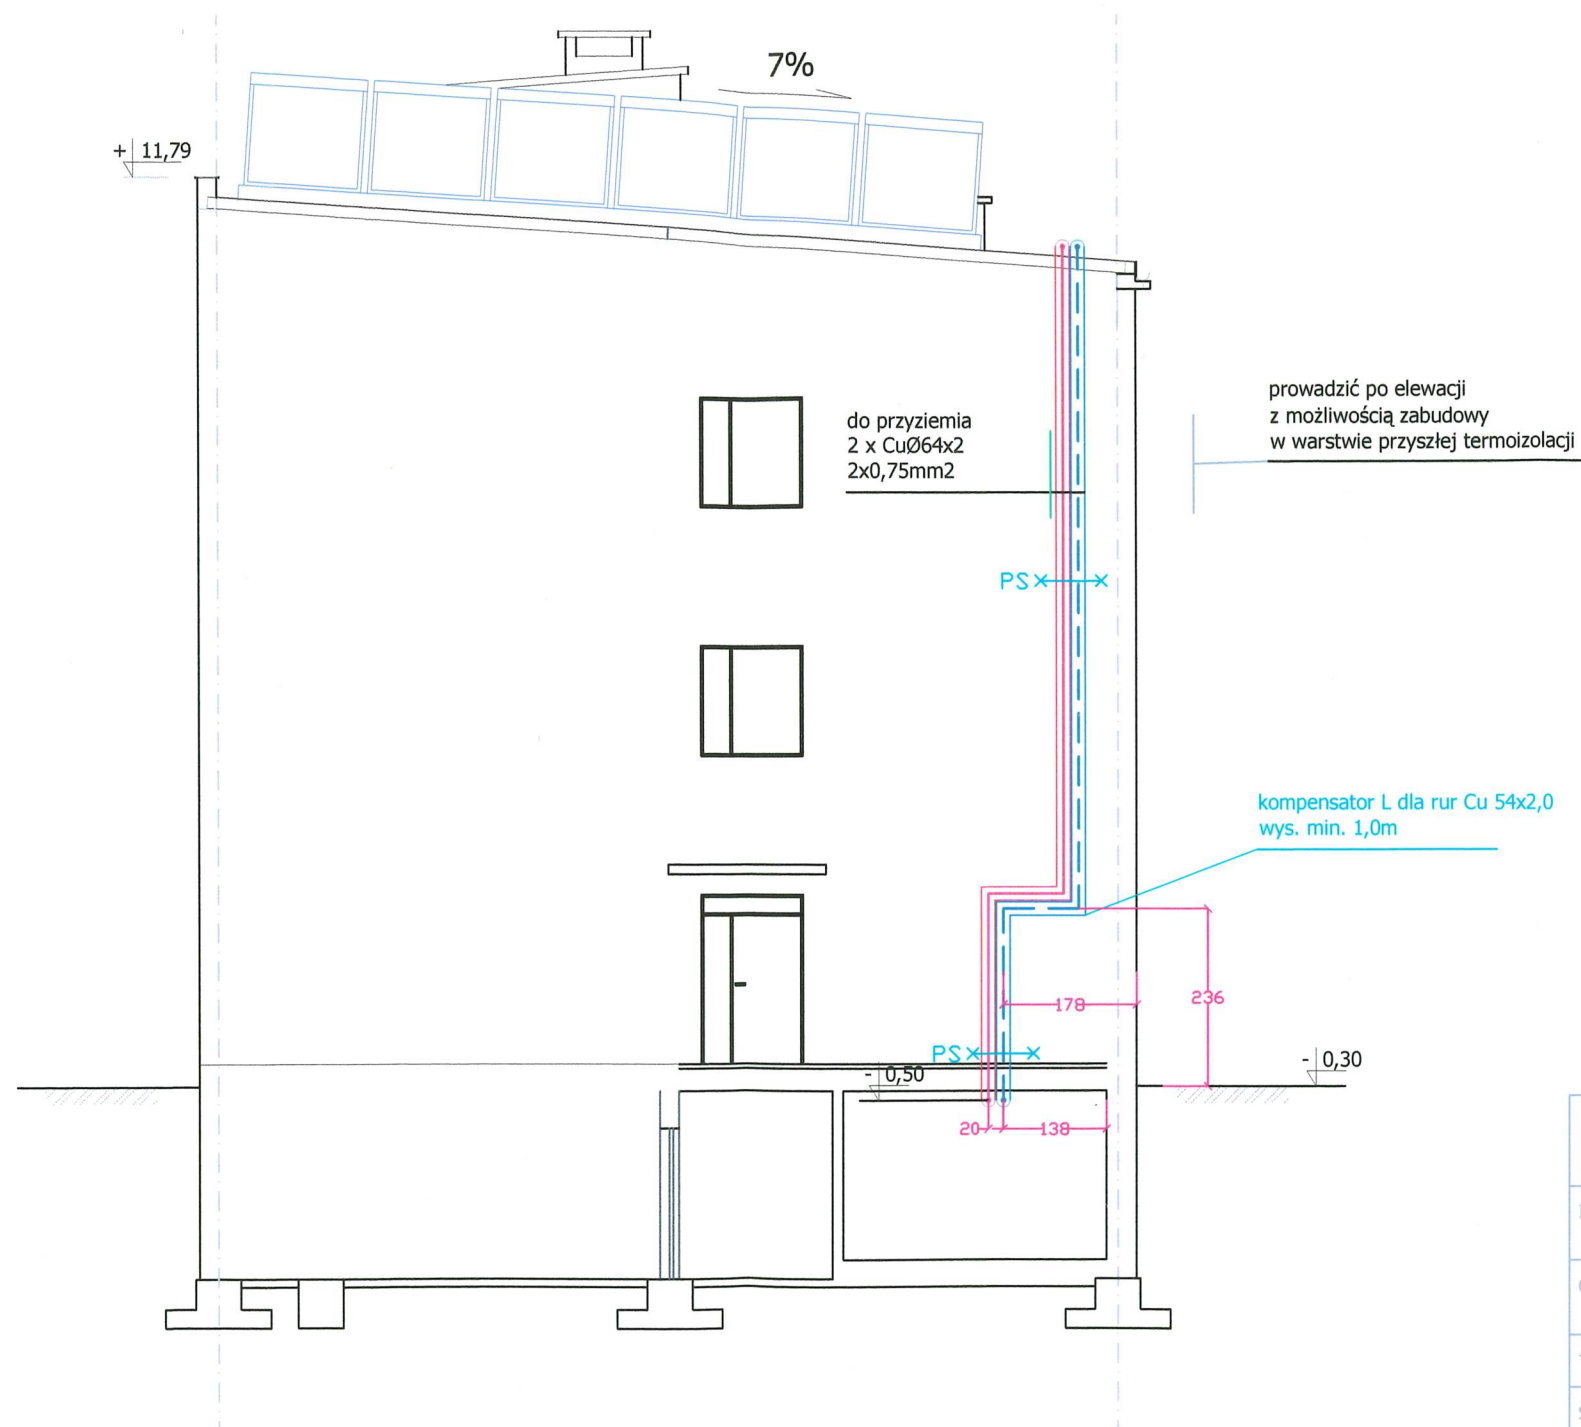 7%
+ 11,79
prowadzić po elewacji
z możliwością zabudowy
w warstwie przyszłej termoizolacji
do przyziemia
2 x CuØ64x2
2x0,75mm2
PS
kompensator L dla rur Cu 54x2,0
wys. min. 1,0m
178
236
PS
- 0,50
- 0,30
20
138